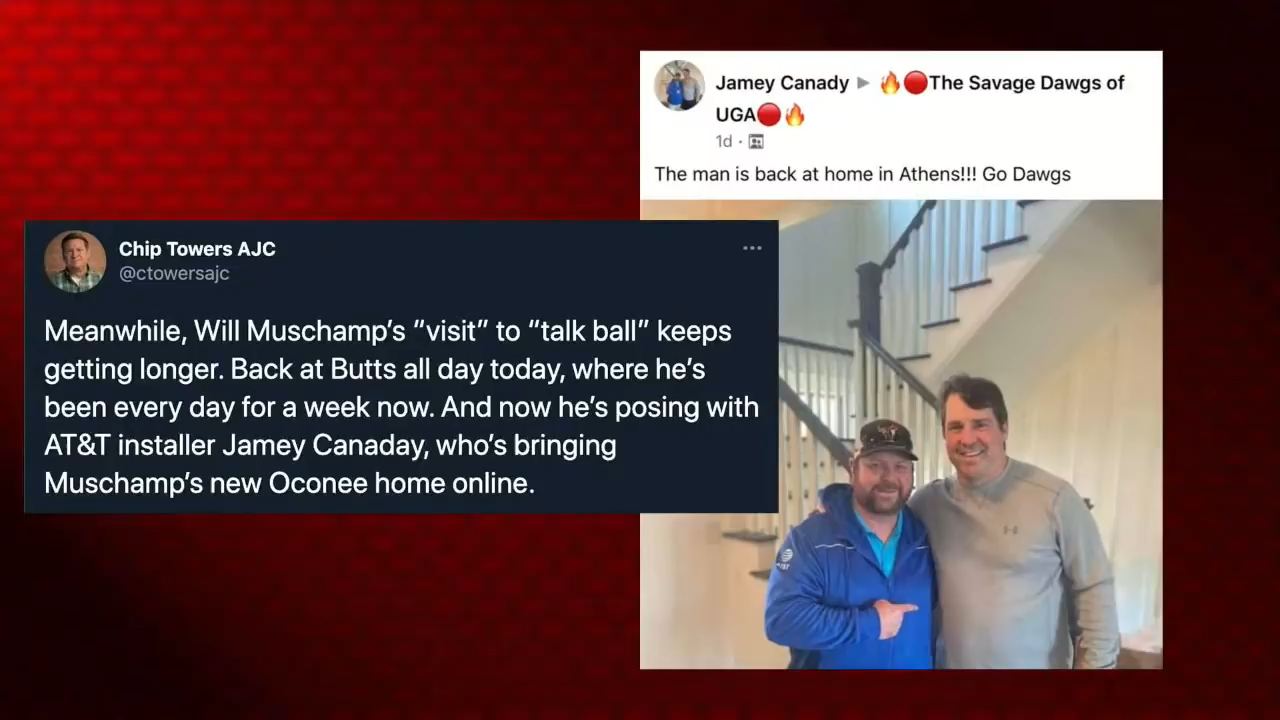 Jamey Canady ▶ 🔥🔴The Savage Dawgs of
UGA🔴🔥
1d ·
The man is back at home in Athens!!! Go Dawgs
Chip Towers AJC
@ctowersajc
Meanwhile, Will Muschamp’s “visit” to “talk ball” keeps
getting longer. Back at Butts all day today, where he’s
been every day for a week now. And now he’s posing with
AT&T installer Jamey Canaday, who’s bringing
Muschamp’s new Oconee home online.
AT&T